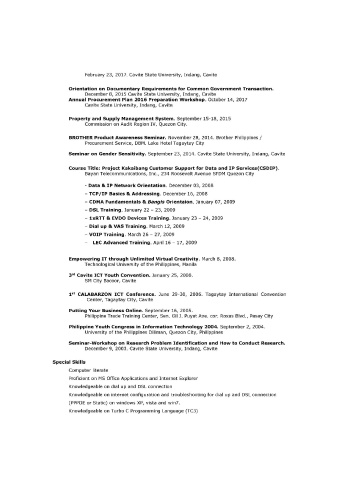 February 23, 2017. Cavite State University, Indang, Cavite
Orientation on Documentary Requirements for Common Government Transaction.
December 8, 2015 Cavite State University, Indang, Cavite
Annual Procurement Plan 2016 Preparation Workshop. October 14, 2017
Cavite State University, Indang, Cavite
Property and Supply Management System. September 15-18, 2015
Commission on Audit Region IV, Quezon City.
BROTHER Product Awareness Seminar. November 28, 2014. Brother Philippines /
Procurement Service, DBM. Lake Hotel Tagaytay City
Seminar on Gender Sensitivity. September 23, 2014. Cavite State University, Indang, Cavite
Course Title: Project Kakaibang Customer Support for Data and IP Services(CSDIP).
Bayan Telecommunications, Inc., 234 Roosevelt Avenue SFDM Quezon City
- Data & IP Network Orientation. December 03, 2008
- TCP/IP Basics & Addressing. December 16, 2008
- CDMA Fundamentals & Bangis Orientation. January 07, 2009
- DSL Training. January 22 – 23, 2009
- 1xRTT & EVDO Devices Training. January 23 – 24, 2009
- Dial up & VAS Training. March 12, 2009
- VOIP Training. March 26 – 27, 2009
- LEC Advanced Training. April 16 - 17, 2009
Empowering IT through Unlimited Virtual Creativity. March 8, 2008.
Technological University of the Philippines, Manila
3rd Cavite ICT Youth Convention. January 25, 2008.
SM City Bacoor, Cavite
1st CALABARZON ICT Conference. June 29-30, 2006. Tagaytay International Convention
Center, Tagaytay City, Cavite
Putting Your Business Online. September 16, 2005.
Philippine Trade Training Center, Sen. Gil J. Puyat Ave. cor. Roxas Blvd., Pasay City
Philippine Youth Congress in Information Technology 2004. September 2, 2004.
University of the Philippines Diliman, Quezon City, Philippines
Seminar-Workshop on Research Problem Identification and How to Conduct Research.
December 9, 2003. Cavite State University, Indang, Cavite
Special Skills
Computer literate
Proficient on MS Office Applications and Internet Explorer
Knowledgeable on dial up and DSL connection
Knowledgeable on internet configuration and troubleshooting for dial up and DSL connection
(PPPOE or Static) on windows XP, vista and win7.
Knowledgeable on Turbo C Programming Language (TC3)